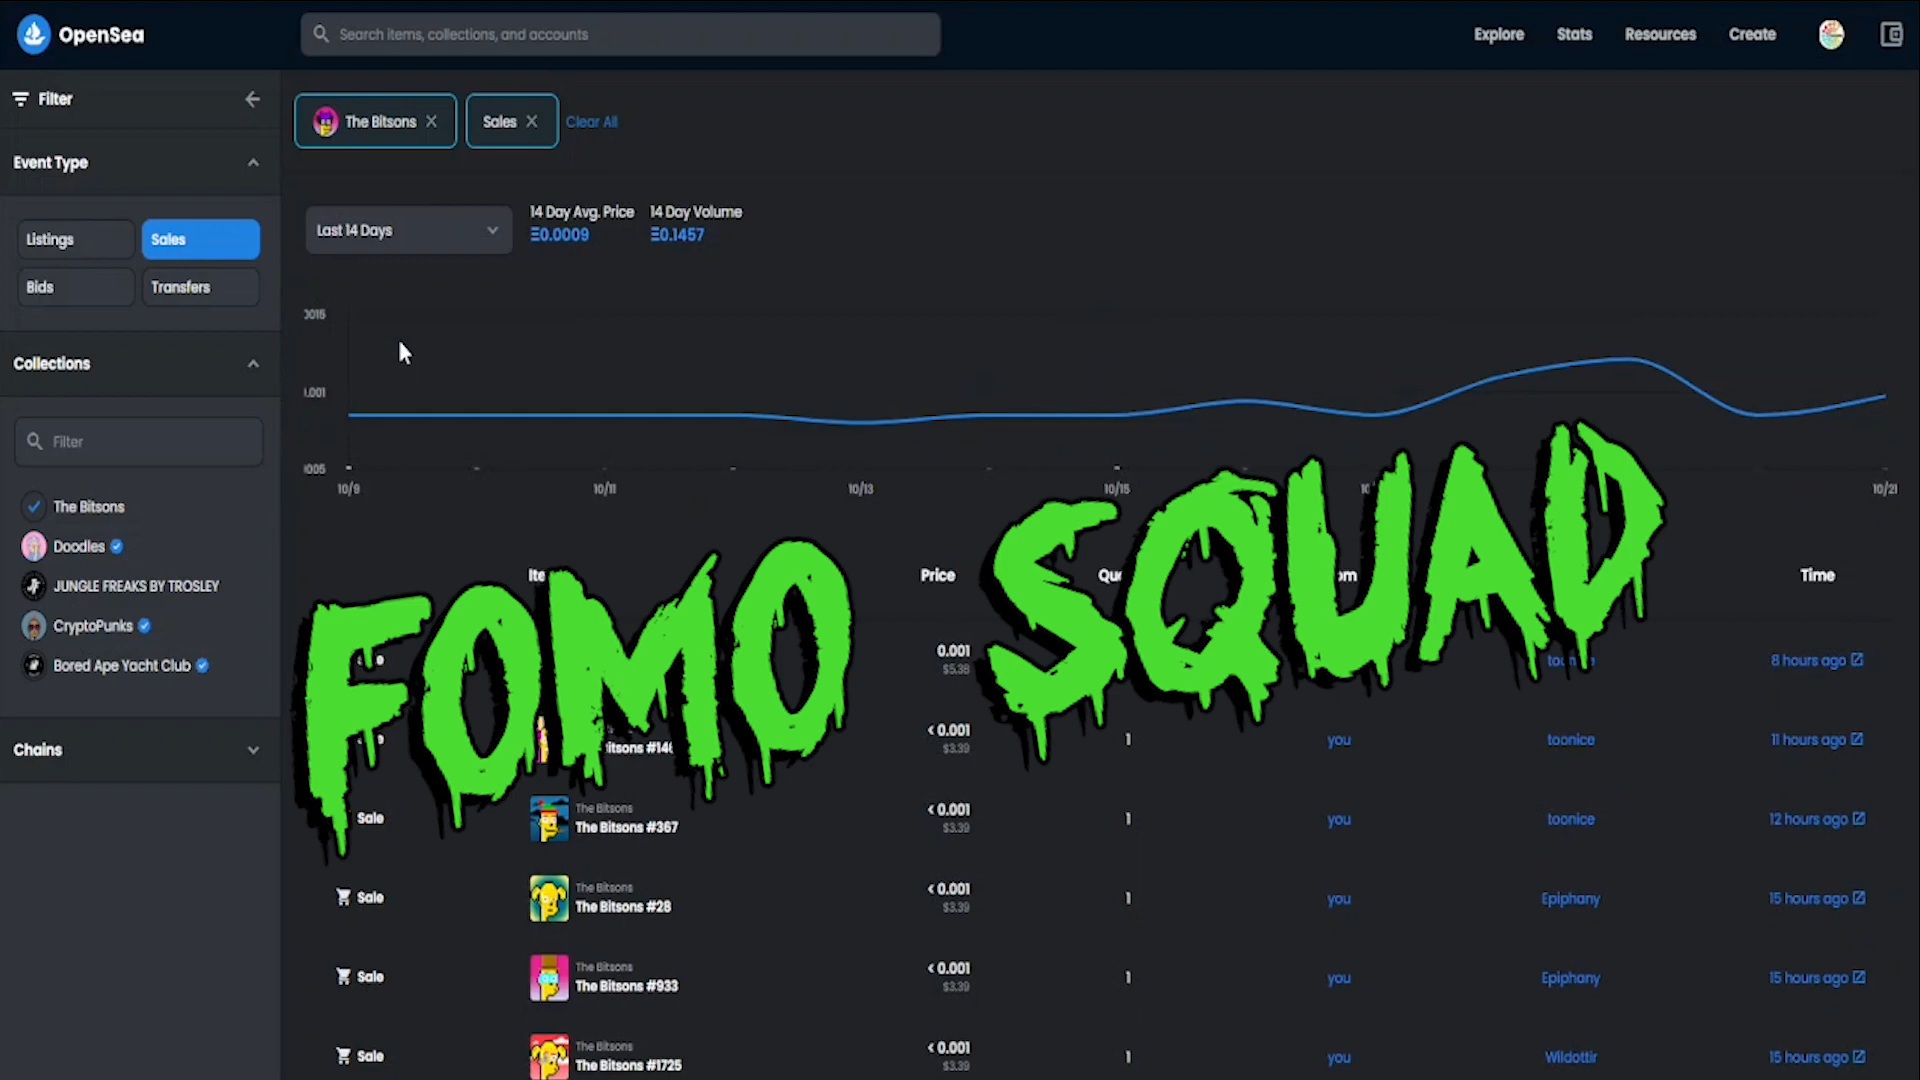 OpenSea
Search items, collections, and accounts
Explore
Stats
Resources
Create
Filter
The Bitsons
Sales
Clear All
Event Type
Listings
Sales
Bids
Transfers
Last 14 Days
14 Day Avg. Price
Ξ0.0009
14 Day Volume
Ξ0.1457
Collections
Filter
The Bitsons
Doodles
JUNGLE FREAKS BY TROSLEY
CryptoPunks
Bored Ape Yacht Club
Chains
10/9
10/11
10/13
10/15
10/21
FOMO SQUAD
Price
Time
0.001
$5.38
8 hours ago
< 0.001
$3.39
1
you
toonice
11 hours ago
Sale
The Bitsons
The Bitsons #367
< 0.001
$3.39
1
you
toonice
12 hours ago
Sale
The Bitsons
The Bitsons #28
< 0.001
$3.39
1
you
Epiphany
15 hours ago
Sale
The Bitsons
The Bitsons #933
< 0.001
$3.39
1
you
Epiphany
15 hours ago
Sale
The Bitsons
The Bitsons #1725
< 0.001
$3.39
1
you
Wildottir
15 hours ago